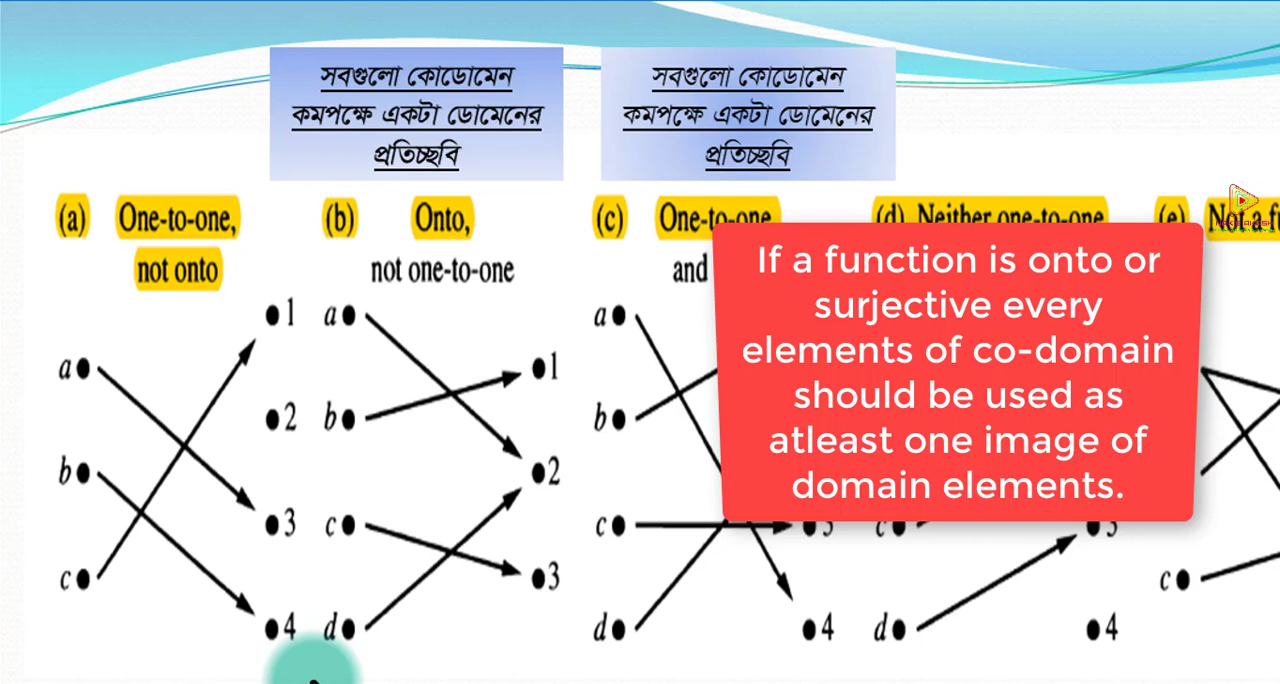 সবগুলো কোডোমেন
কমপক্ষে একটা ডোমেনের
প্রতিচ্ছবি
সবগুলো কোডোমেন
কমপক্ষে একটা ডোমেনের
প্রতিচ্ছবি
(a) One-to-one,
not onto
a
b
c
1
2
3
4
(b) Onto,
not one-to-one
a
b
c
d
1
2
3
(c) One-to-one
and
a
b
c
d
3
4
(d) Neither one-to-one
c
d
3
4
(e) Not a
c
If a function is onto or
surjective every
elements of co-domain
should be used as
atleast one image of
domain elements.